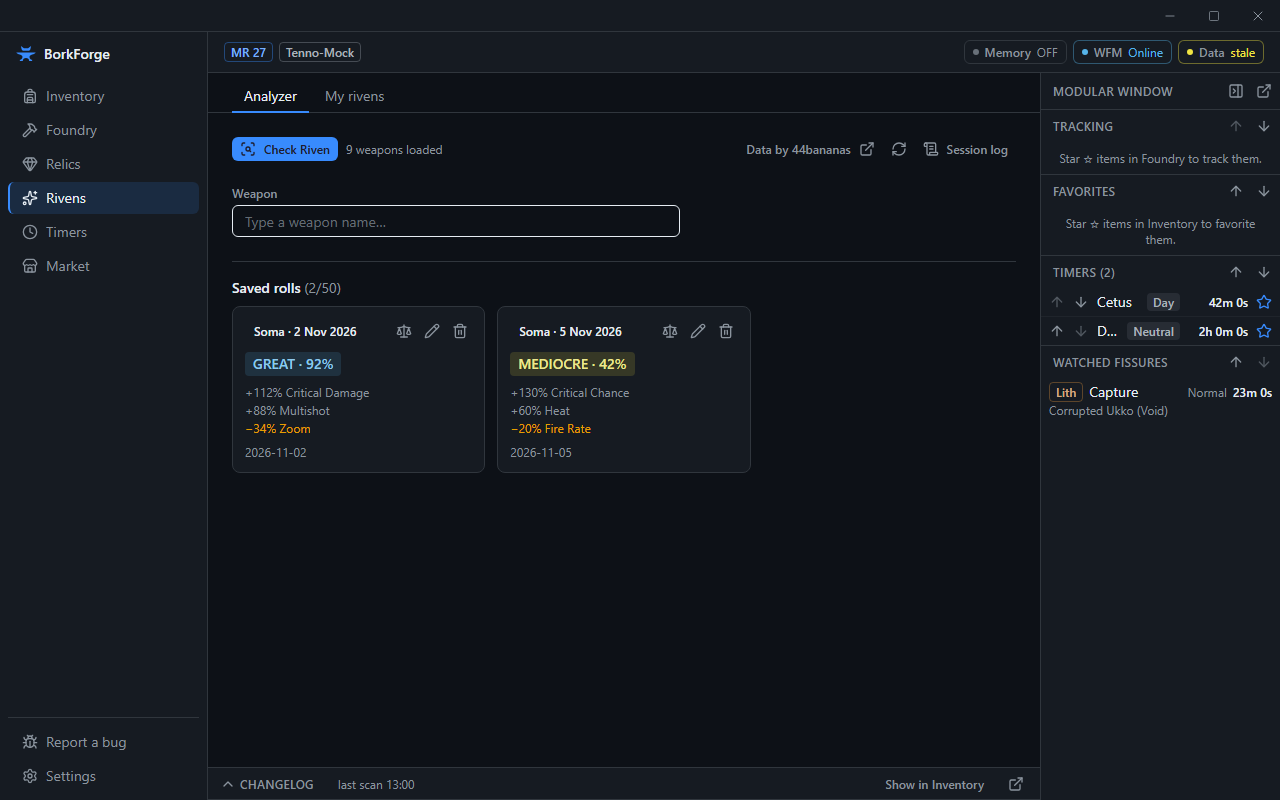 BorkForge
MR 27
Tenno-Mock
Memory OFF
WFM Online
Data stale
Inventory
Foundry
Relics
Rivens
Timers
Market
Report a bug
Settings
Analyzer
My rivens
Check Riven
9 weapons loaded
Data by 44bananas
Session log
Weapon
Type a weapon name...
Saved rolls (2/50)
Soma · 2 Nov 2026
GREAT · 92%
+112% Critical Damage
+88% Multishot
−34% Zoom
2026-11-02
Soma · 5 Nov 2026
MEDIOCRE · 42%
+130% Critical Chance
+60% Heat
−20% Fire Rate
2026-11-05
MODULAR WINDOW
TRACKING
Star ☆ items in Foundry to track them.
FAVORITES
Star ☆ items in Inventory to favorite
them.
TIMERS (2)
Cetus Day 42m 0s
D... Neutral 2h 0m 0s
WATCHED FISSURES
Lith Capture Normal 23m 0s
Corrupted Ukko (Void)
CHANGELOG
last scan 13:00
Show in Inventory